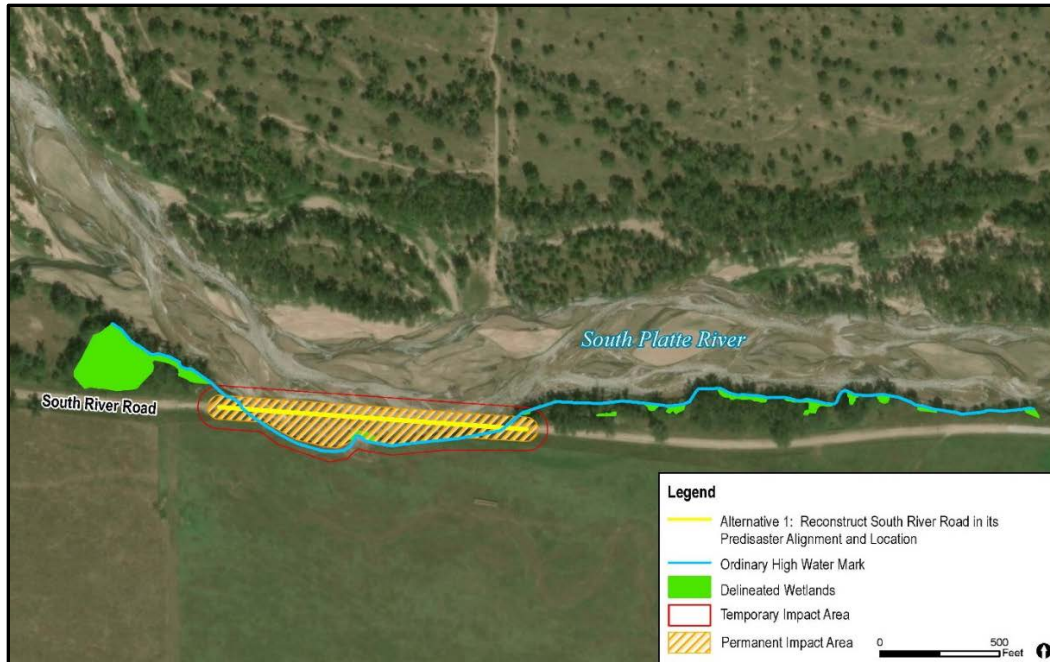 South Platte River
South River Road
Legend
Alternative 1: Reconstruct South River Road in its
Predisaster Alignment and Location
Ordinary High Water Mark
Delineated Wetlands
Temporary Impact Area
Permanent Impact Area
0 500
Feet